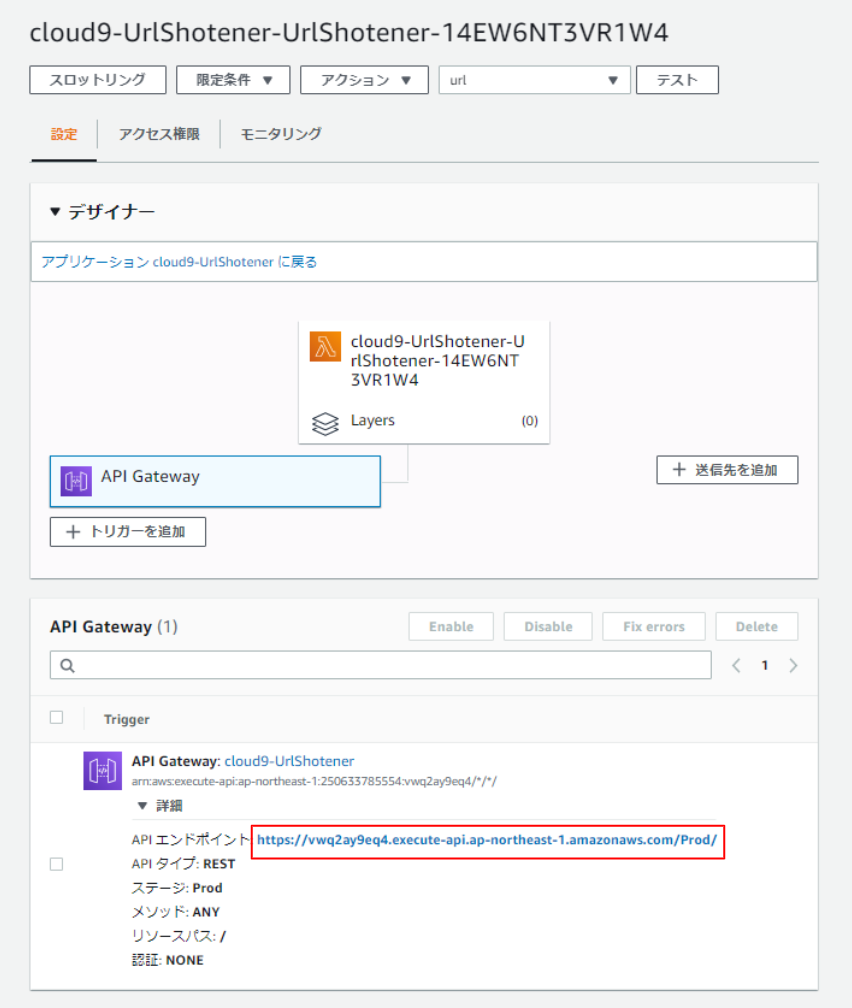 cloud9-UrlShotener-UrlShotener-14EW6NT3VR1W4
スロットリング 限定条件 ▼ アクション ▼ url ▼ テスト
設定 アクセス権限 モニタリング
▼ デザイナー
アプリケーション cloud9-UrlShotener に戻る
cloud9-UrlShotener-U
rlShotener-14EW6NT
3VR1W4
Layers (0)
API Gateway
+ 送信先を追加
+ トリガーを追加
API Gateway (1) Enable Disable Fix errors Delete
< 1 >
Trigger
API Gateway: cloud9-UrlShotener
arn:aws:execute-api:ap-northeast-1:250633785554:vwq2ay9eq4/*/*/
▼ 詳細
API エンドポイント: https://vwq2ay9eq4.execute-api.ap-northeast-1.amazonaws.com/Prod/
API タイプ: REST
ステージ: Prod
メソッド: ANY
リソースパス: /
認証: NONE